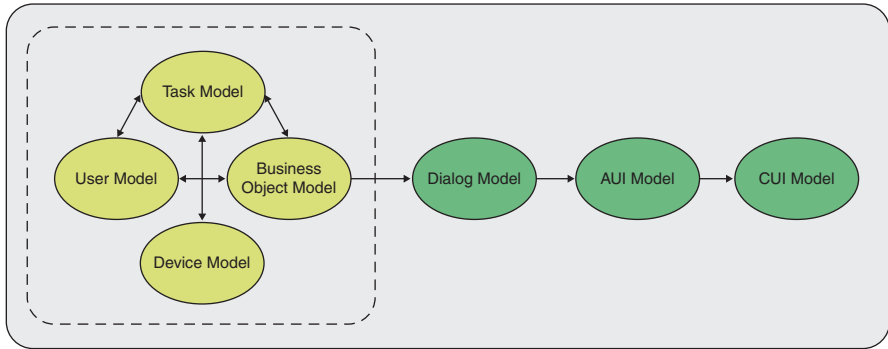 Task Model
User Model
Business
Object Model
Device Model
Dialog Model
AUI Model
CUI Model